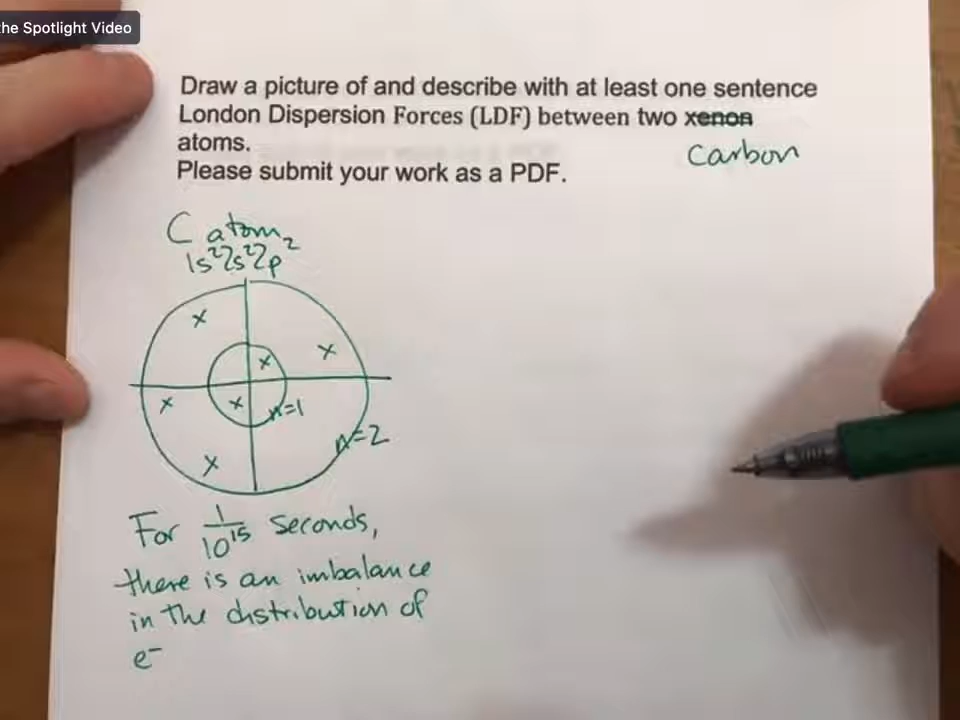 the Spotlight Video
Draw a picture of and describe with at least one sentence
London Dispersion Forces (LDF) between two xenon
atoms.
Carbon
Please submit your work as a PDF.
C atom
1s²2s²2p²
x
x
x
x
x
n=1
n=2
x
For 1/10¹⁵ seconds,
there is an imbalance
in the distribution of
e⁻